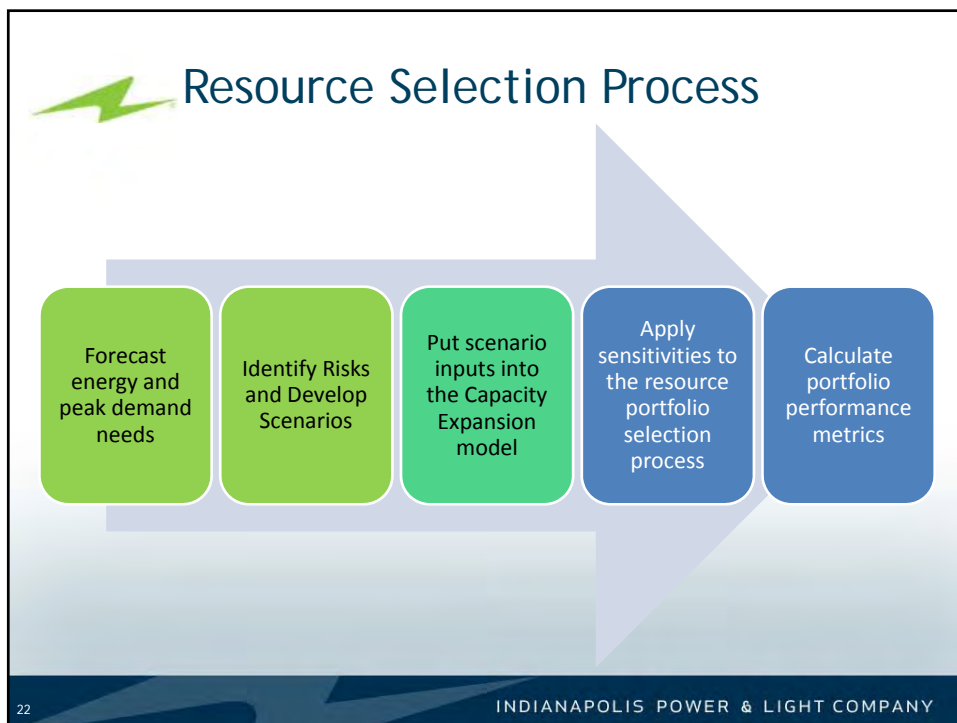 Resource Selection Process
Forecast
energy and
peak demand
needs
Identify Risks
and Develop
Scenarios
Put scenario
inputs into
the Capacity
Expansion
model
Apply
sensitivities to
the resource
portfolio
selection
process
Calculate
portfolio
performance
metrics
22
INDIANAPOLIS POWER & LIGHT COMPANY